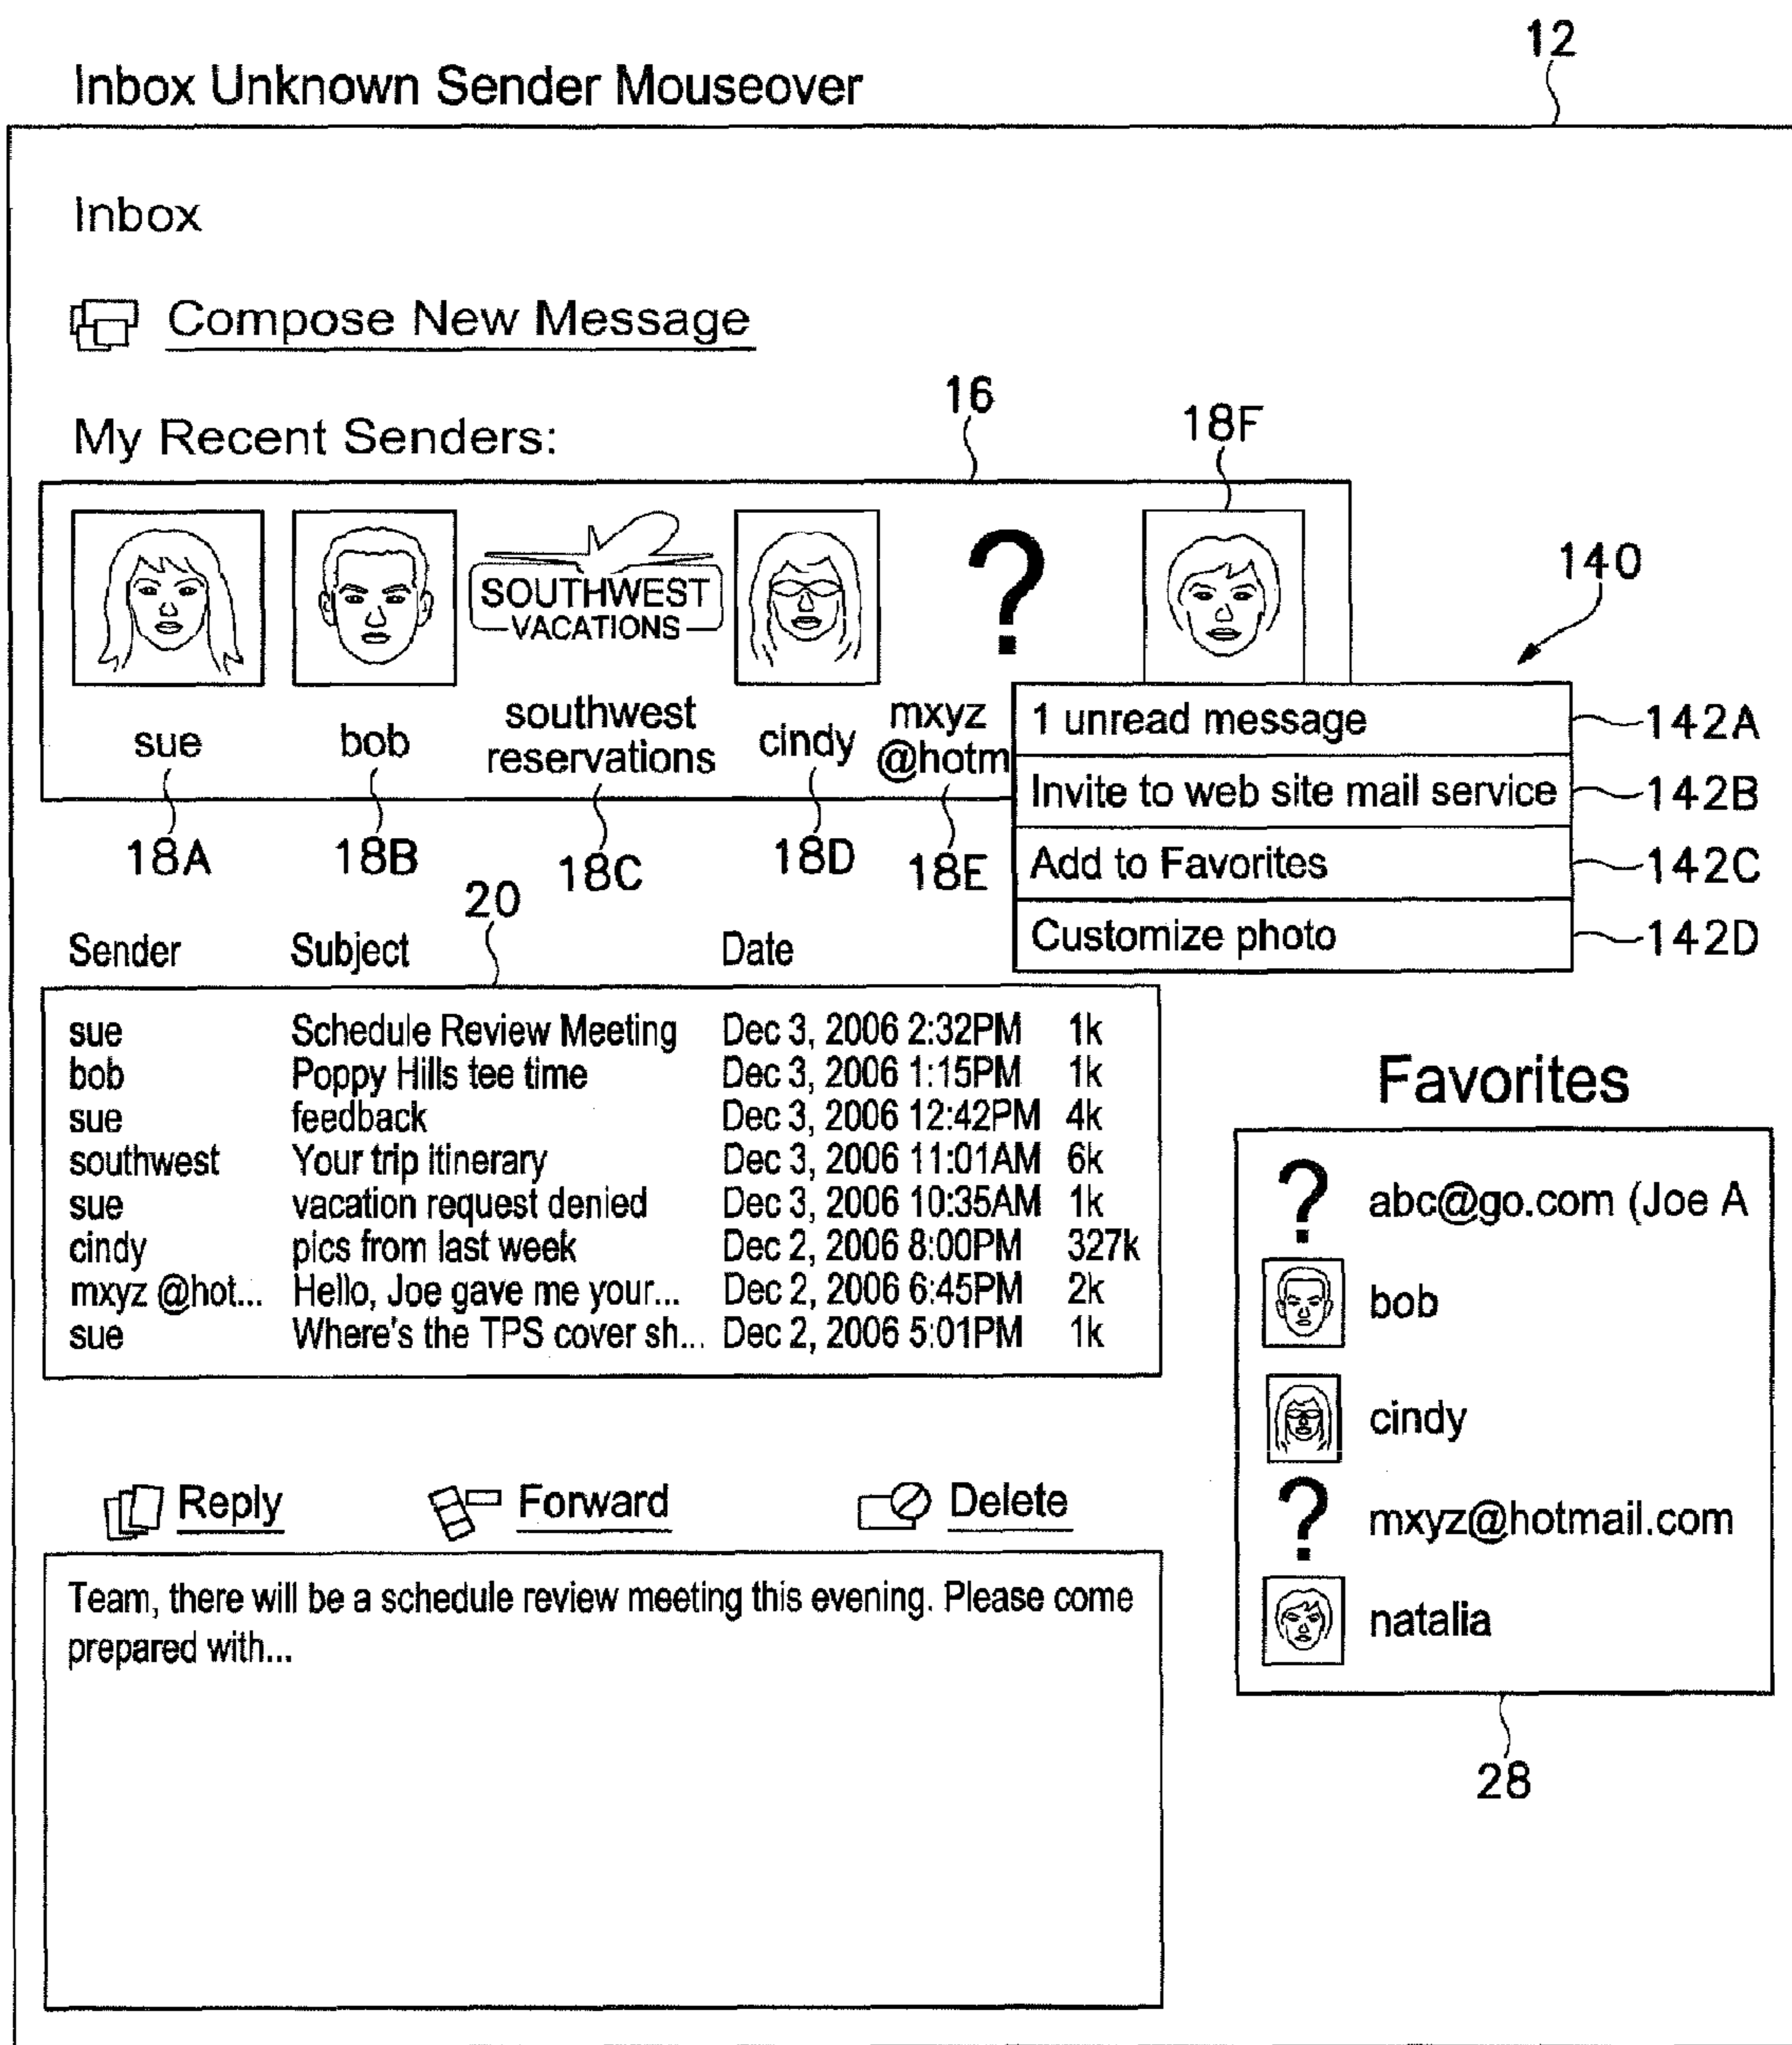 12
Inbox Unknown Sender Mouseover
Inbox
Compose New Message
My Recent Senders:
16
18F
140
SOUTHWEST
VACATIONS
?
sue
bob
southwest
reservations
cindy
mxyz
@hotm
1 unread message
142A
Invite to web site mail service
142B
Add to Favorites
142C
Customize photo
142D
18A
18B
18C
18D
18E
20
Sender Subject Date
sue Schedule Review Meeting Dec 3, 2006 2:32PM 1k
bob Poppy Hills tee time Dec 3, 2006 1:15PM 1k
sue feedback Dec 3, 2006 12:42PM 4k
southwest Your trip itinerary Dec 3, 2006 11:01AM 6k
sue vacation request denied Dec 3, 2006 10:35AM 1k
cindy pics from last week Dec 2, 2006 8:00PM 327k
mxyz @hot... Hello, Joe gave me your... Dec 2, 2006 6:45PM 2k
sue Where's the TPS cover sh... Dec 2, 2006 5:01PM 1k
Favorites
? abc@go.com (Joe A
bob
cindy
? mxyz@hotmail.com
natalia
28
Reply Forward Delete
Team, there will be a schedule review meeting this evening. Please come
prepared with...